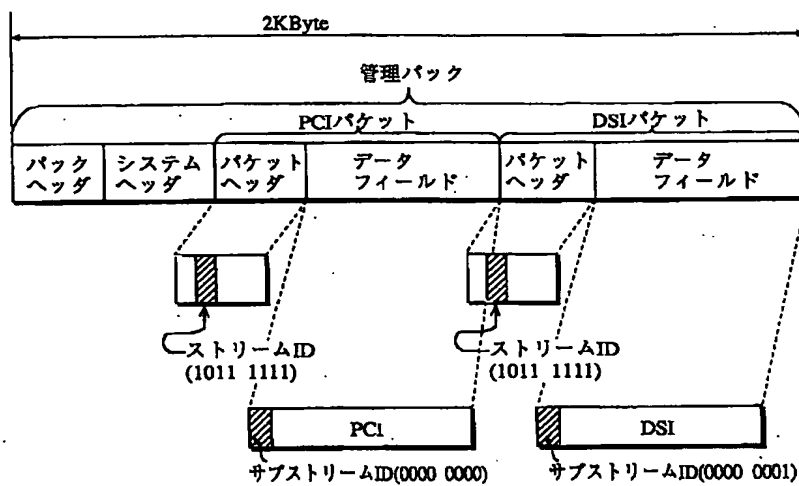 2KByte
管理パック
PCIパケット
DSIパケット
パック
ヘッダ
システム
ヘッダ
パケット
ヘッダ
データ
フィールド
パケット
ヘッダ
データ
フィールド
ストリームID
(1011 1111)
ストリームID
(1011 1111)
PCI
DSI
サブストリームID(0000 0000)
サブストリームID(0000 0001)